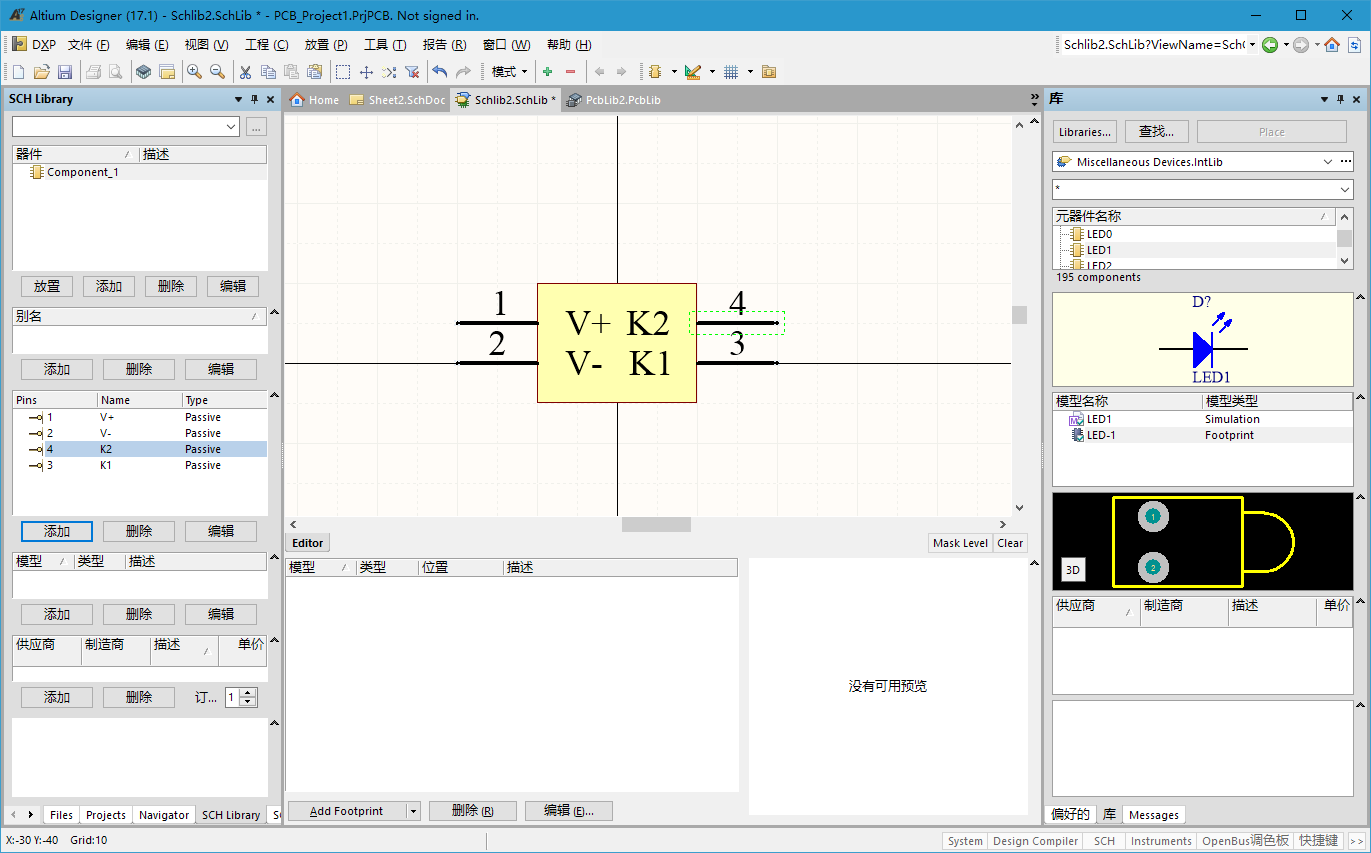 Altium Designer (17.1) - Schlib2.SchLib * - PCB_Project1.PrjPCB. Not signed in.
DXP 文件 (F) 编辑 (E) 视图 (V) 工程 (C) 放置 (P) 工具 (T) 报告 (R) 窗口 (W) 帮助 (H) Schlib2.SchLib?ViewName=Sch
模式
SCH Library
...
器件 描述
Component_1
放置 添加 删除 编辑
别名
添加 删除 编辑
Pins Name Type
1 V+ Passive
2 V- Passive
4 K2 Passive
3 K1 Passive
添加 删除 编辑
模型 类型 描述
添加 删除 编辑
供应商 制造商 描述 单价
添加 删除 订... 1
Files Projects Navigator SCH Library
Home Sheet2.SchDoc Schlib2.SchLib * PcbLib2.PcbLib
1 4
V+ K2
2 3
V- K1
Editor Mask Level Clear
模型 类型 位置 描述
没有可用预览
Add Footprint 删除 (R) 编辑 (E)...
库
Libraries... 查找... Place
Miscellaneous Devices.IntLib ...
*
元器件名称
LED0
LED1
LED2
195 components
D?
LED1
模型名称 模型类型
LED1 Simulation
LED-1 Footprint
1
2
3D
供应商 制造商 描述 单价
偏好的 库 Messages
X:-30 Y:-40 Grid:10 System Design Compiler SCH Instruments OpenBus调色板 快捷键 >>